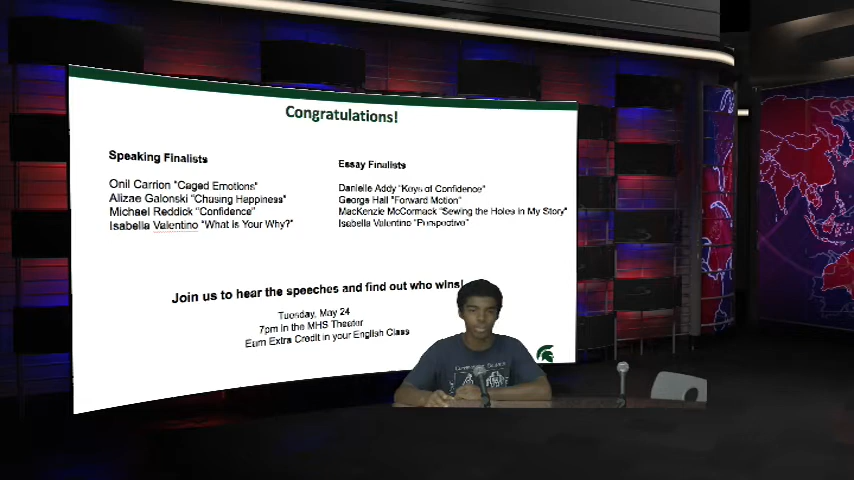 Congratulations!
Speaking Finalists
Onil Carrion "Caged Emotions"
Alizae Galonski "Chasing Happiness"
Michael Reddick "Confidence"
Isabella Valentino "What is Your Why?"
Essay Finalists
Danielle Addy "Keys of Confidence"
George Hall "Forward Motion"
MacKenzie McCormack "Sewing the Holes in My Story"
Isabella Valentino "Perspective"
Join us to hear the speeches and find out who wins!
Tuesday, May 24
7pm in the MHS Theater
Earn Extra Credit in your English Class